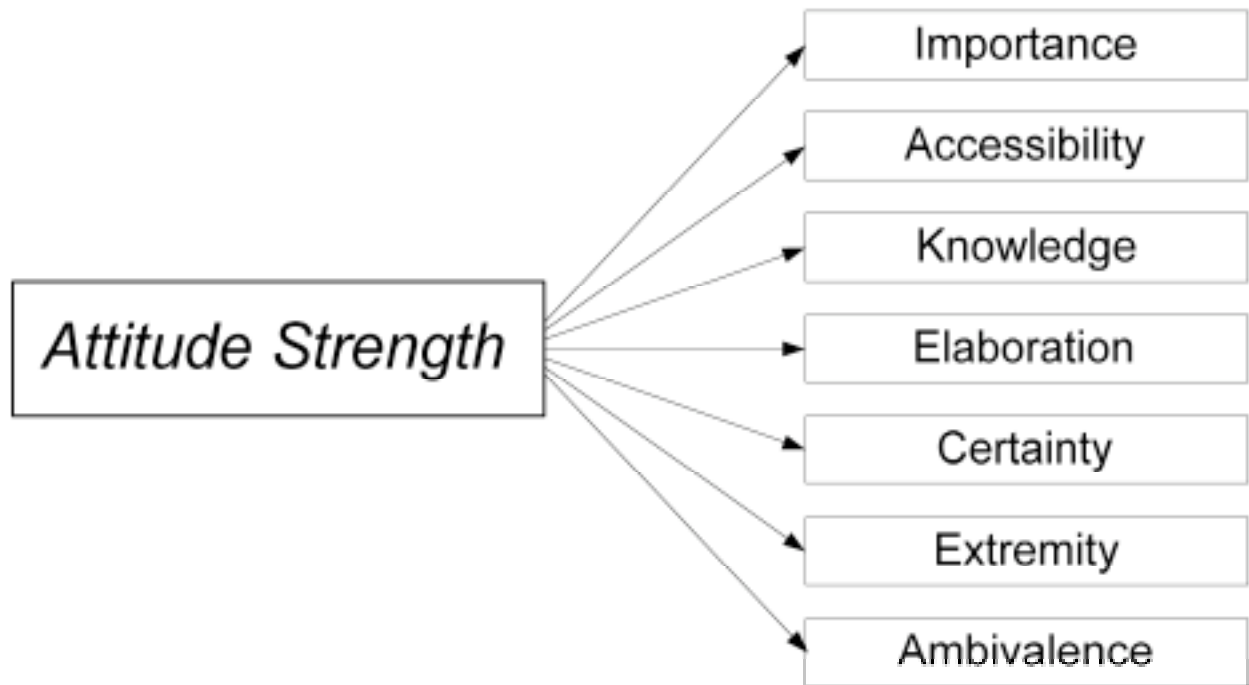 Importance
Accessibility
Knowledge
Attitude Strength
Elaboration
Certainty
Extremity
Ambivalence